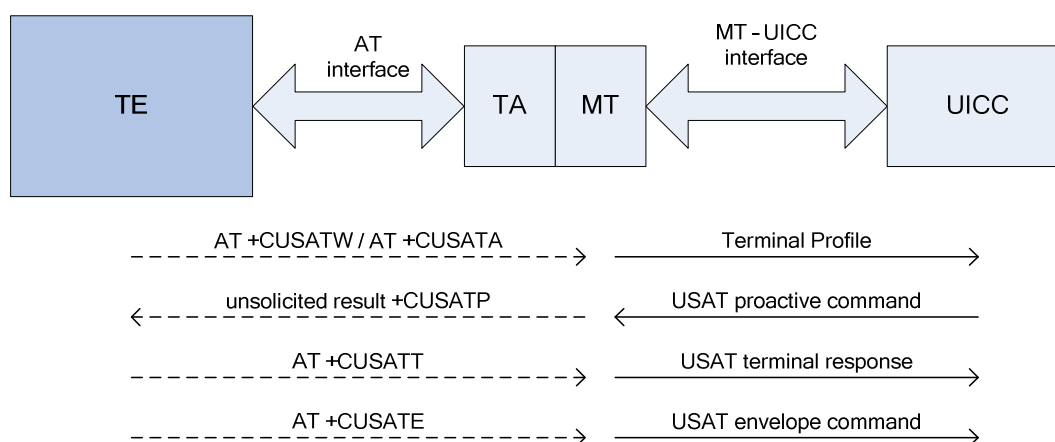 AT
interface
MT-UICC
interface
TE
TA
MT
UICC
AT +CUSATW / AT +CUSATA
Terminal Profile
unsolicited result +CUSATP
USAT proactive command
AT +CUSATT
USAT terminal response
AT +CUSATE
USAT envelope command